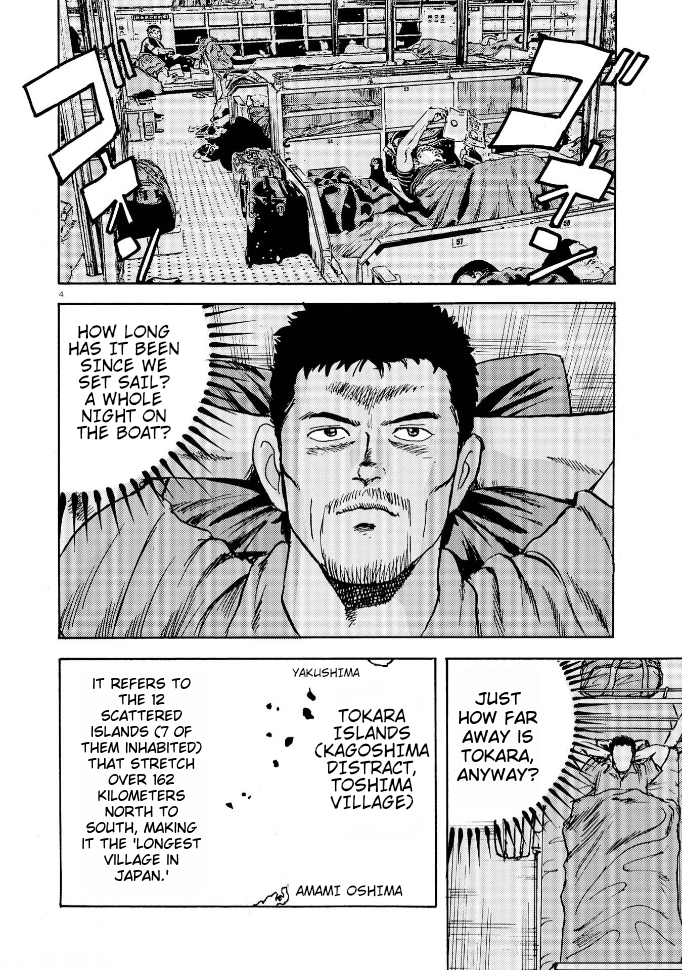 ゴゴ
4
HOW LONG
HAS IT BEEN
SINCE WE
SET SAIL?
A WHOLE
NIGHT ON
THE BOAT?
JUST
HOW FAR
AWAY IS
TOKARA,
ANYWAY?
YAKUSHIMA
TOKARA
ISLANDS
(KAGOSHIMA
DISTRACT,
TOSHIMA
VILLAGE)
AMAMI OSHIMA
IT REFERS TO
THE 12
SCATTERED
ISLANDS (7 OF
THEM INHABITED)
THAT STRETCH
OVER 162
KILOMETERS
NORTH TO
SOUTH, MAKING
IT THE 'LONGEST
VILLAGE IN
JAPAN.'